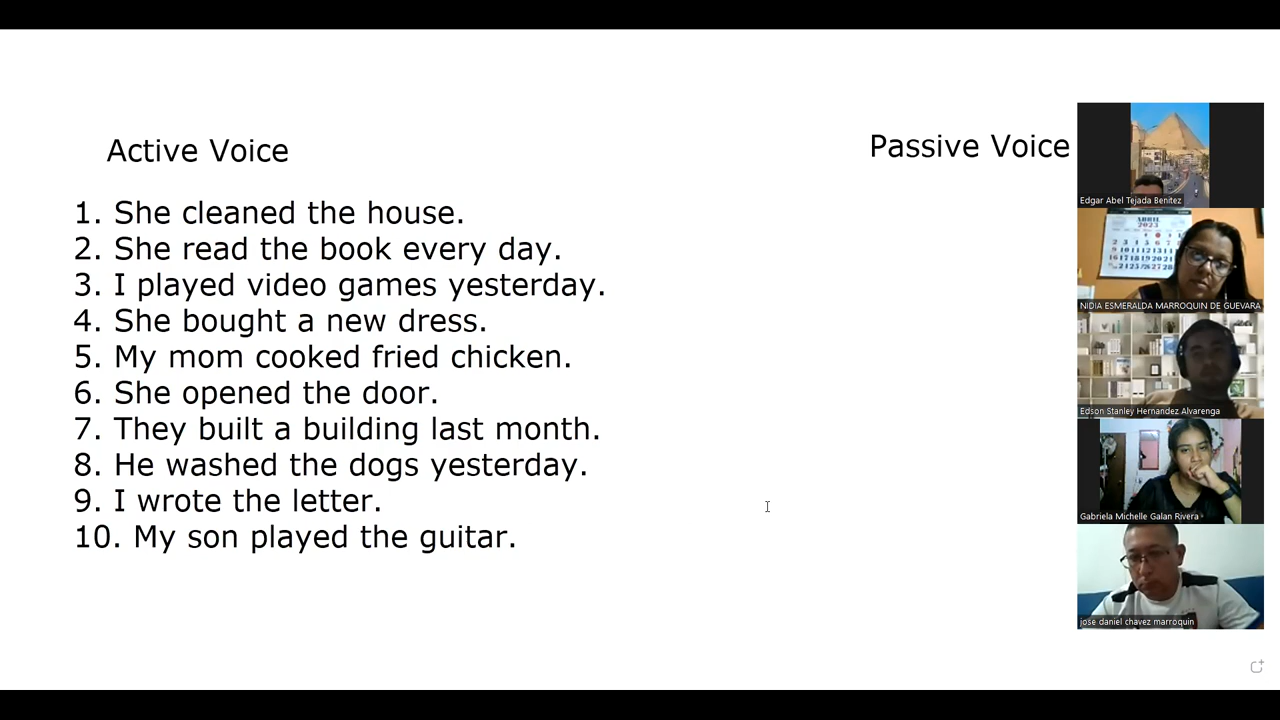 Active Voice
Passive Voice
1. She cleaned the house.
2. She read the book every day.
3. I played video games yesterday.
4. She bought a new dress.
5. My mom cooked fried chicken.
6. She opened the door.
7. They built a building last month.
8. He washed the dogs yesterday.
9. I wrote the letter.
10. My son played the guitar.
Edgar Abel Tejada Benitez
ABRIL
2023
NIDIA ESMERALDA MARROQUIN DE GUEVARA
Edson Stanley Hernandez Alvarenga
Gabriela Michelle Galan Rivera
jose daniel chavez marroquin